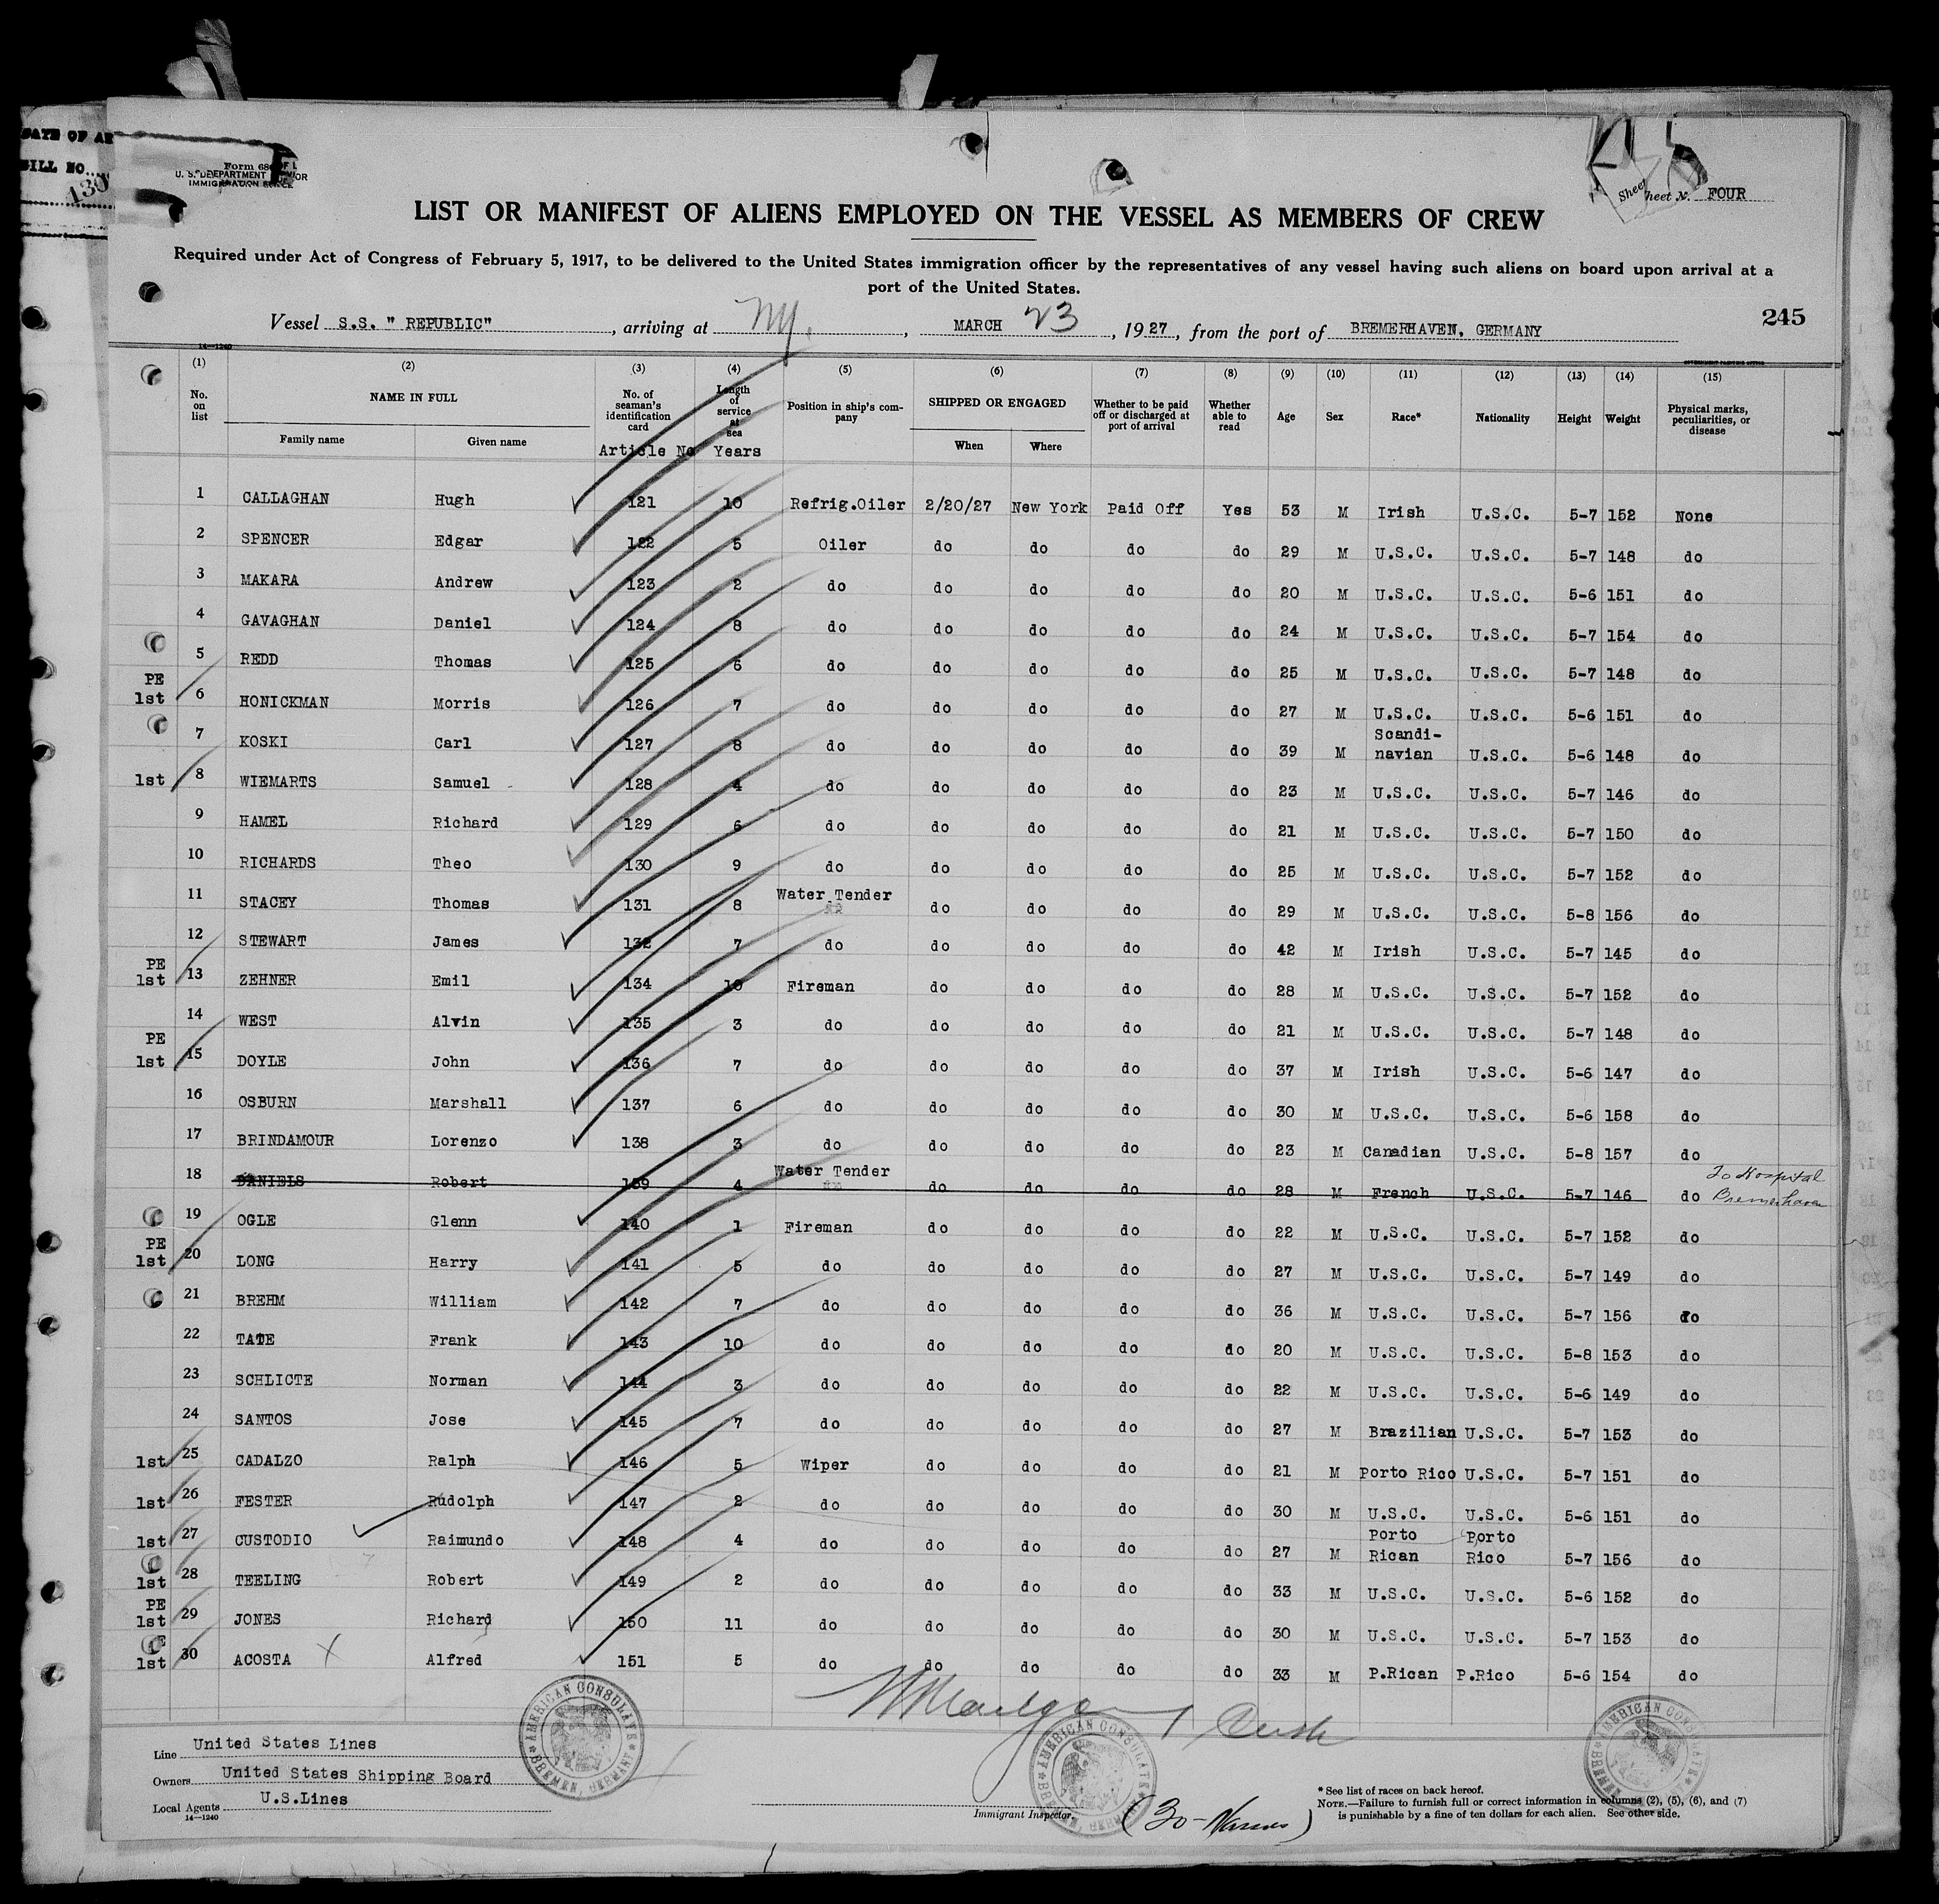 DATE OF AR
BILL NO.....
130
Form 680
U. S. DEPARTMENT OF LABOR
IMMIGRATION SERVICE
Sheet No. FOUR
LIST OR MANIFEST OF ALIENS EMPLOYED ON THE VESSEL AS MEMBERS OF CREW
Required under Act of Congress of February 5, 1917, to be delivered to the United States immigration officer by the representatives of any vessel having such aliens on board upon arrival at a
port of the United States.
245
Vessel S.S. " REPUBLIC" , arriving at NY. , MARCH 23 , 1927, from the port of BREMERHAVEN, GERMANY
14—1240
GOVERNMENT PRINTING OFFICE
(1) (2) (3) (4) (5) (6) (7) (8) (9) (10) (11) (12) (13) (14) (15)
No. on list NAME IN FULL Family name Given name No. of seaman's identification card Article No Length of service at sea Years Position in ship's company SHIPPED OR ENGAGED When Where Whether to be paid off or discharged at port of arrival Whether able to read Age Sex Race* Nationality Height Weight Physical marks, peculiarities, or disease
1 CALLAGHAN Hugh 121 10 Refrig.Oiler 2/20/27 New York Paid Off Yes 53 M Irish U.S.C. 5-7 152 None
2 SPENCER Edgar 122 5 Oiler do do do do 29 M U.S.C. U.S.C. 5-7 148 do
3 MAKARA Andrew 123 2 do do do do do 20 M U.S.C. U.S.C. 5-6 151 do
4 GAVAGHAN Daniel 124 8 do do do do do 24 M U.S.C. U.S.C. 5-7 154 do
5 REDD Thomas 125 6 do do do do do 25 M U.S.C. U.S.C. 5-7 148 do
PE 1st 6 HONICKMAN Morris 126 7 do do do do do 27 M U.S.C. U.S.C. 5-6 151 do
7 KOSKI Carl 127 8 do do do do do 39 M Scandi-navian U.S.C. 5-6 148 do
1st 8 WIEMARTS Samuel 128 4 do do do do do 23 M U.S.C. U.S.C. 5-7 146 do
9 HAMEL Richard 129 6 do do do do do 21 M U.S.C. U.S.C. 5-7 150 do
10 RICHARDS Theo 130 9 do do do do do 25 M U.S.C. U.S.C. 5-7 152 do
11 STACEY Thomas 131 8 Water Tender do do do do 29 M U.S.C. U.S.C. 5-8 156 do
12 STEWART James 132 7 do do do do do 42 M Irish U.S.C. 5-7 145 do
PE 1st 13 ZEHNER Emil 134 10 Fireman do do do do 28 M U.S.C. U.S.C. 5-7 152 do
14 WEST Alvin 135 3 do do do do do 21 M U.S.C. U.S.C. 5-7 148 do
PE 1st 15 DOYLE John 136 7 do do do do do 37 M Irish U.S.C. 5-6 147 do
16 OSBURN Marshall 137 6 do do do do do 30 M U.S.C. U.S.C. 5-6 158 do
17 BRINDAMOUR Lorenzo 138 3 do do do do do 23 M Canadian U.S.C. 5-8 157 do
18 DANIELS Robert 139 4 Water Tender do do do do 28 M French U.S.C. 5-7 146 do To Hospital Bremerhaven
19 OGLE Glenn 140 1 Fireman do do do do 22 M U.S.C. U.S.C. 5-7 152 do
PE 1st 20 LONG Harry 141 5 do do do do do 27 M U.S.C. U.S.C. 5-7 149 do
21 BREHM William 142 7 do do do do do 36 M U.S.C. U.S.C. 5-7 156 do
22 TATE Frank 143 10 do do do do do 20 M U.S.C. U.S.C. 5-8 153 do
23 SCHLICTE Norman 144 3 do do do do do 22 M U.S.C. U.S.C. 5-6 149 do
24 SANTOS Jose 145 7 do do do do do 27 M Brazilian U.S.C. 5-7 153 do
1st 25 CADALZO Ralph 146 5 Wiper do do do do 21 M Porto Rico U.S.C. 5-7 151 do
1st 26 FESTER Rudolph 147 2 do do do do do 30 M U.S.C. U.S.C. 5-6 151 do
1st 27 CUSTODIO Raimundo 148 4 do do do do do 27 M Porto Rican Porto Rico 5-7 156 do
1st 28 TEELING Robert 149 2 do do do do do 33 M U.S.C. U.S.C. 5-6 152 do
PE 1st 29 JONES Richard 150 11 do do do do do 30 M U.S.C. U.S.C. 5-7 153 do
1st 30 ACOSTA X Alfred 151 5 do do do do do 33 M P.Rican P.Rico 5-6 154 do
AMERICAN CONSULATE BREMEN, GERMANY
AMERICAN CONSULATE BREMEN, GERMANY
AMERICAN CONSULATE BREMEN, GERMANY
Line United States Lines
Owners United States Shipping Board
Local Agents U.S.Lines
14—1240
Immigrant Inspector.
(30-Names)
* See list of races on back hereof.
NOTE.—Failure to furnish full or correct information in columns (2), (5), (6), and (7)
is punishable by a fine of ten dollars for each alien. See other side.